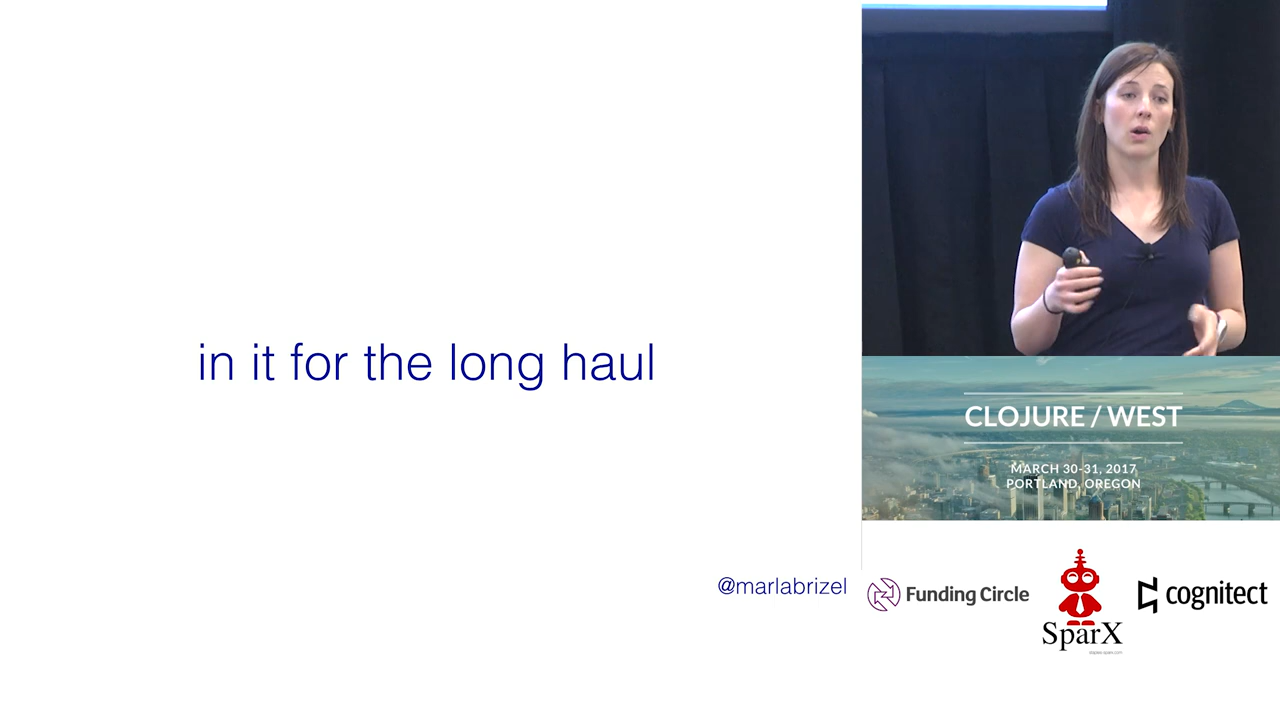 in it for the long haul
@marlabrizel
CLOJURE / WEST
MARCH 30-31, 2017
PORTLAND, OREGON
Funding Circle
SparX
cognitect